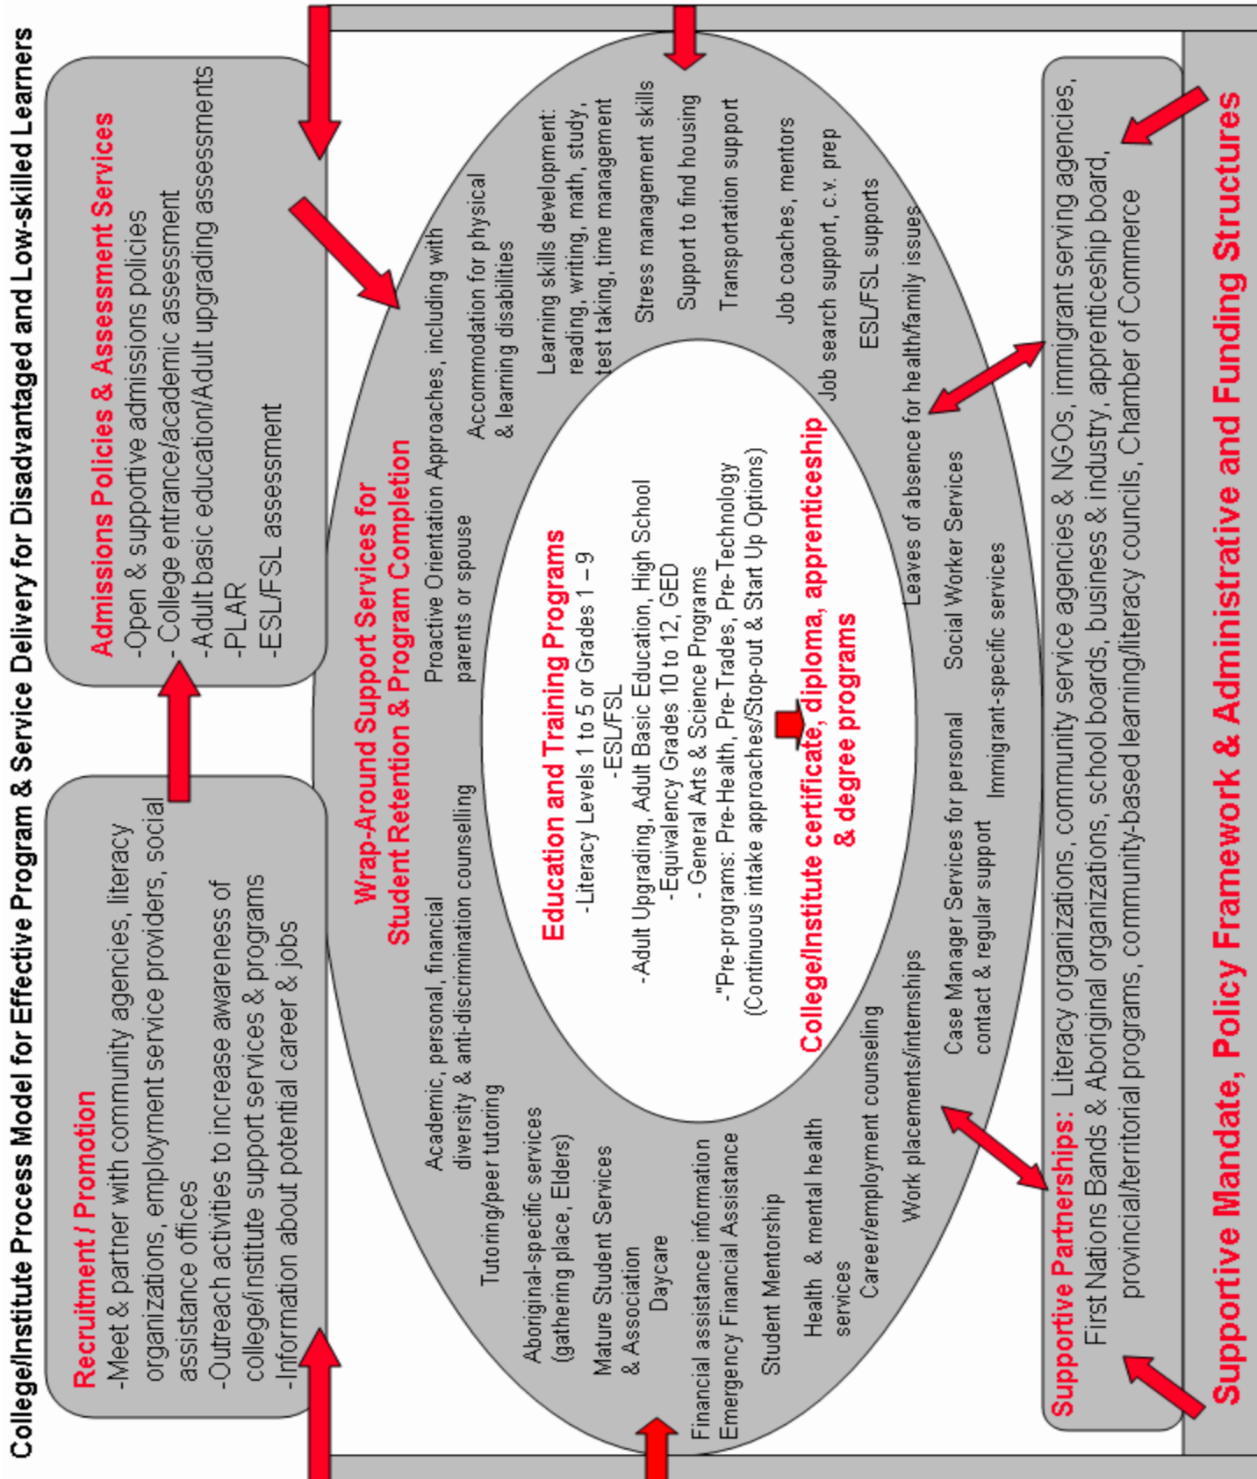 College/Institute Process Model for Effective Program & Service Delivery for Disadvantaged and Low-skilled Learners
Recruitment / Promotion
-Meet & partner with community agencies, literacy
organizations, employment service providers, social
assistance offices
-Outreach activities to increase awareness of
college/institute support services & programs
-Information about potential career & jobs
Admissions Policies & Assessment Services
-Open & supportive admissions policies
- College entrance/academic assessment
-Adult basic education/Adult upgrading assessments
-PLAR
-ESL/FSL assessment
Wrap-Around Support Services for
Student Retention & Program Completion
Academic, personal, financial
diversity & anti-discrimination counselling
Tutoring/peer tutoring
Aboriginal-specific services
(gathering place, Elders)
Mature Student Services
& Association
Daycare
Financial assistance information
Emergency Financial Assistance
Student Mentorship
Health & mental health
services
Career/employment counseling
Work placements/internships
Case Manager Services for personal
contact & regular support
Proactive Orientation Approaches, including with
parents or spouse
Accommodation for physical
& learning disabilities
Learning skills development:
reading, writing, math, study,
test taking, time management
Stress management skills
Support to find housing
Transportation support
Job coaches, mentors
Job search support, c.v. prep
ESL/FSL supports
Leaves of absence for health/family issues
Social Worker Services
Immigrant-specific services
Education and Training Programs
-Literacy Levels 1 to 5 or Grades 1 – 9
-ESL/FSL
-Adult Upgrading, Adult Basic Education, High School
- Equivalency Grades 10 to 12, GED
- General Arts & Science Programs
-"Pre-programs: Pre-Health, Pre-Trades, Pre-Technology
(Continuous intake approaches/Stop-out & Start Up Options)
College/Institute certificate, diploma, apprenticeship
& degree programs
Supportive Partnerships: Literacy organizations, community service agencies & NGOs, immigrant serving agencies,
First Nations Bands & Aboriginal organizations, school boards, business & industry, apprenticeship board,
provincial/territorial programs, community-based learning/literacy councils, Chamber of Commerce
Supportive Mandate, Policy Framework & Administrative and Funding Structures